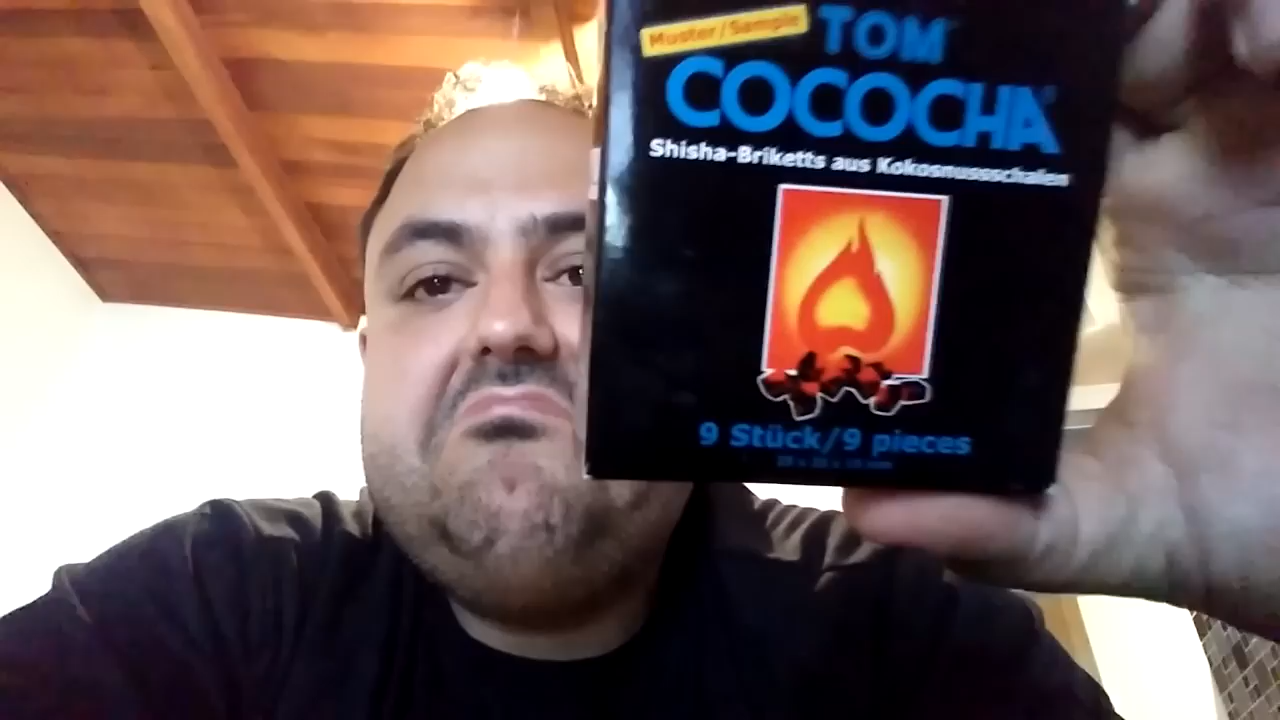 Muster/Sample
TOM
COCOCHA
Shisha-Briketts aus Kokosnussschalen
9 Stück/9 pieces